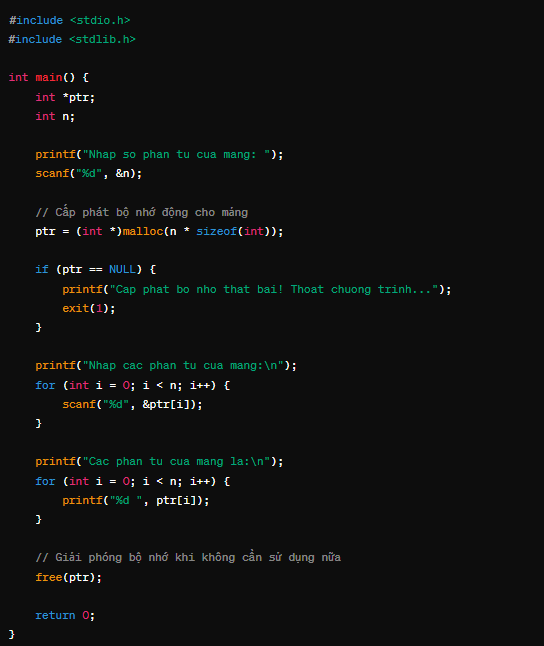 #include <stdio.h>
#include <stdlib.h>
int main() {
int *ptr;
int n;
printf("Nhap so phan tu cua mang: ");
scanf("%d", &n);
// Cấp phát bộ nhớ động cho mảng
ptr = (int *)malloc(n * sizeof(int));
if (ptr == NULL) {
printf("Cap phat bo nho that bai! Thoat chuong trinh...");
exit(1);
}
printf("Nhap cac phan tu cua mang:\n");
for (int i = 0; i < n; i++) {
scanf("%d", &ptr[i]);
}
printf("Cac phan tu cua mang la:\n");
for (int i = 0; i < n; i++) {
printf("%d ", ptr[i]);
}
// Giải phóng bộ nhớ khi không cần sử dụng nữa
free(ptr);
return 0;
}